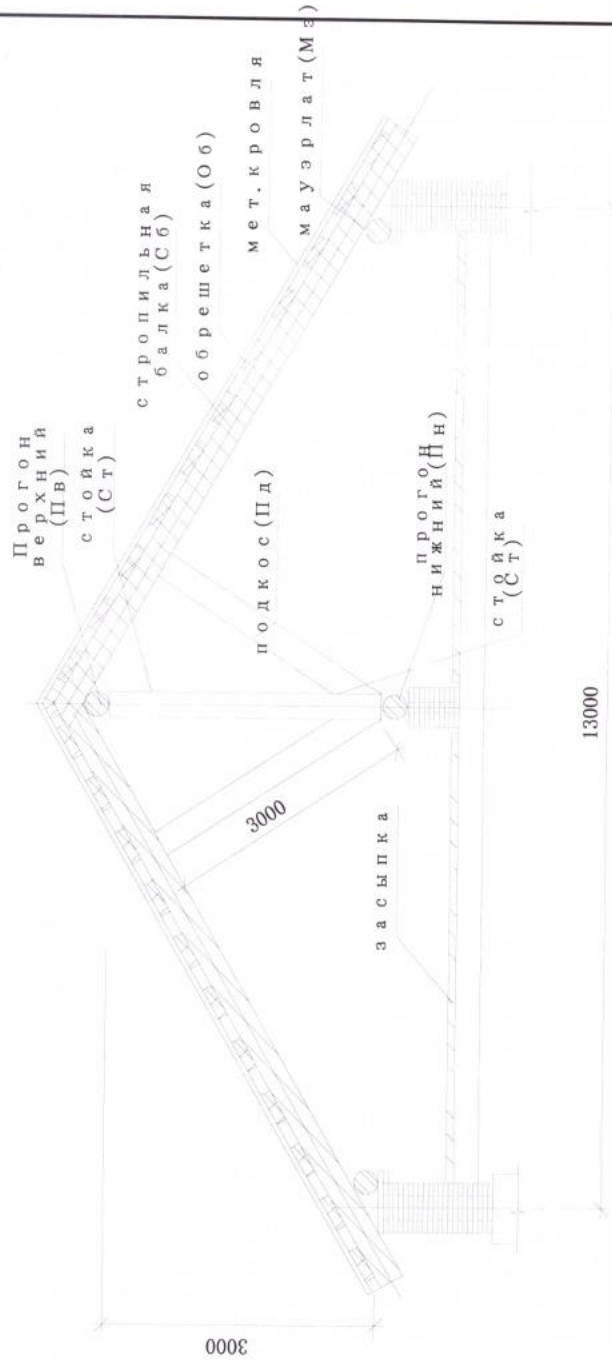 Прогон
верхний
(Пв)
стойка
(Ст)
стропильная
балка(Сб)
обрешетка(Об)
мет.кровля
мауэрлат(Мэ)
подкос(Пд)
прогон
нижний(Пн)
стойка
(Ст)
засыпка
3000
3000
13000